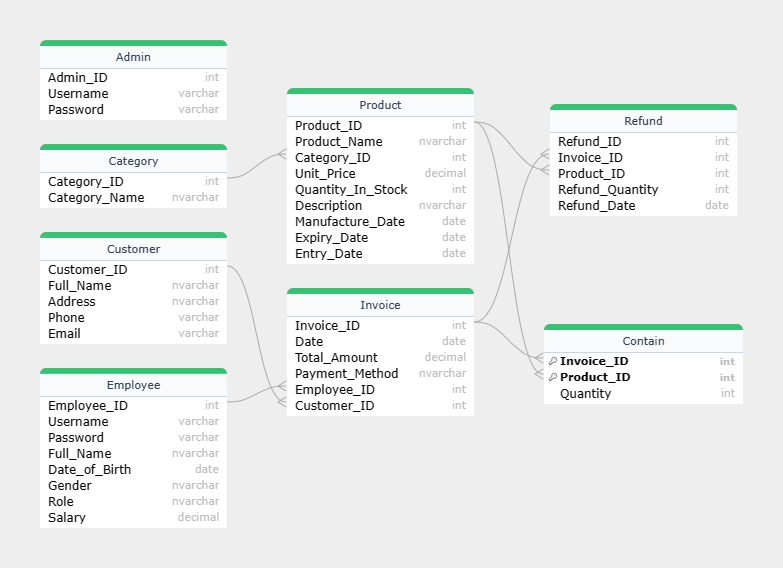 Admin
Admin_ID int
Username varchar
Password varchar
Category
Category_ID int
Category_Name nvarchar
Customer
Customer_ID int
Full_Name nvarchar
Address nvarchar
Phone varchar
Email nvarchar
Employee
Employee_ID int
Username varchar
Password varchar
Full_Name nvarchar
Date_of_Birth date
Gender nvarchar
Role nvarchar
Salary decimal
Product
Product_ID int
Product_Name nvarchar
Category_ID int
Unit_Price decimal
Quantity_In_Stock int
Description nvarchar
Manufacture_Date date
Expiry_Date date
Entry_Date date
Invoice
Invoice_ID int
Date date
Total_Amount decimal
Payment_Method nvarchar
Employee_ID int
Customer_ID int
Refund
Refund_ID int
Invoice_ID int
Product_ID int
Refund_Quantity int
Refund_Date date
Contain
Invoice_ID int
Product_ID int
Quantity int